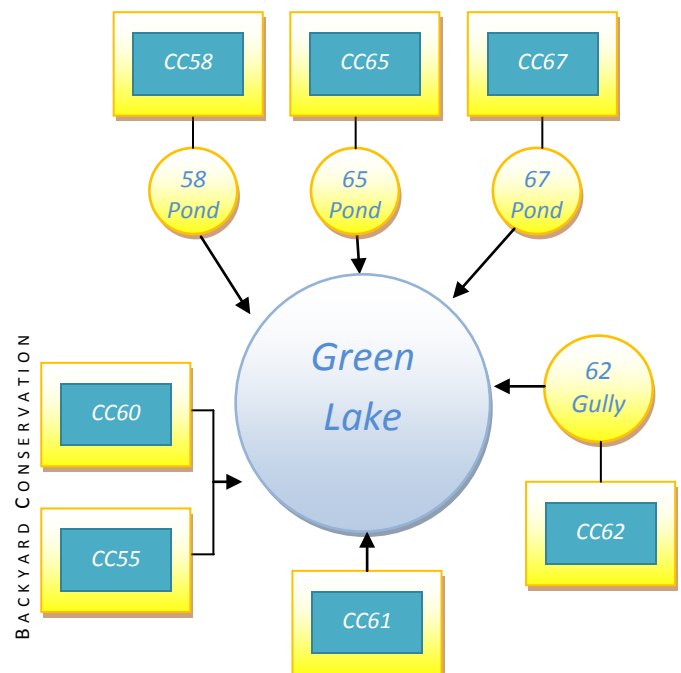 CC58
CC65
CC67
58
Pond
65
Pond
67
Pond
Green
Lake
62
Gully
BACKYARD CONSERVATION
CC60
CC55
CC62
CC61